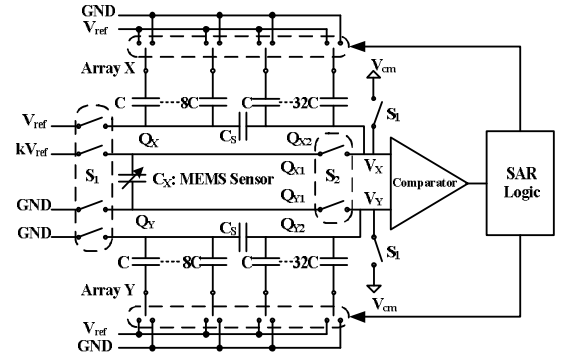 GND
Vref
Array X
Vcm
C 8C C 32C
S1
Vref
CS
QX QX2
kVref
QX1 VX
S1 CX: MEMS Sensor S2 Comparator SAR Logic
QY1 VY
GND
QY QY2
GND
CS
S1
C 8C C 32C
Array Y
Vcm
Vref
GND